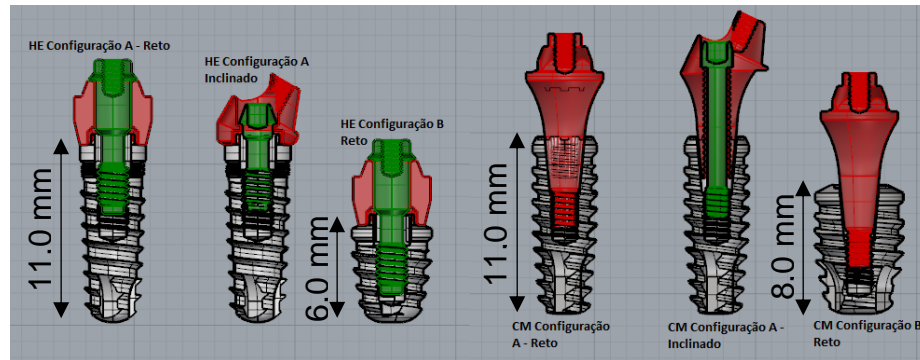 HE Configuração A - Reto
HE Configuração A
Inclinado
HE Configuração B
Reto
11.0 mm
6.0 mm
11.0 mm
8.0 mm
CM Configuração
A - Reto
CM Configuração A -
Inclinado
CM Configuração B
Reto